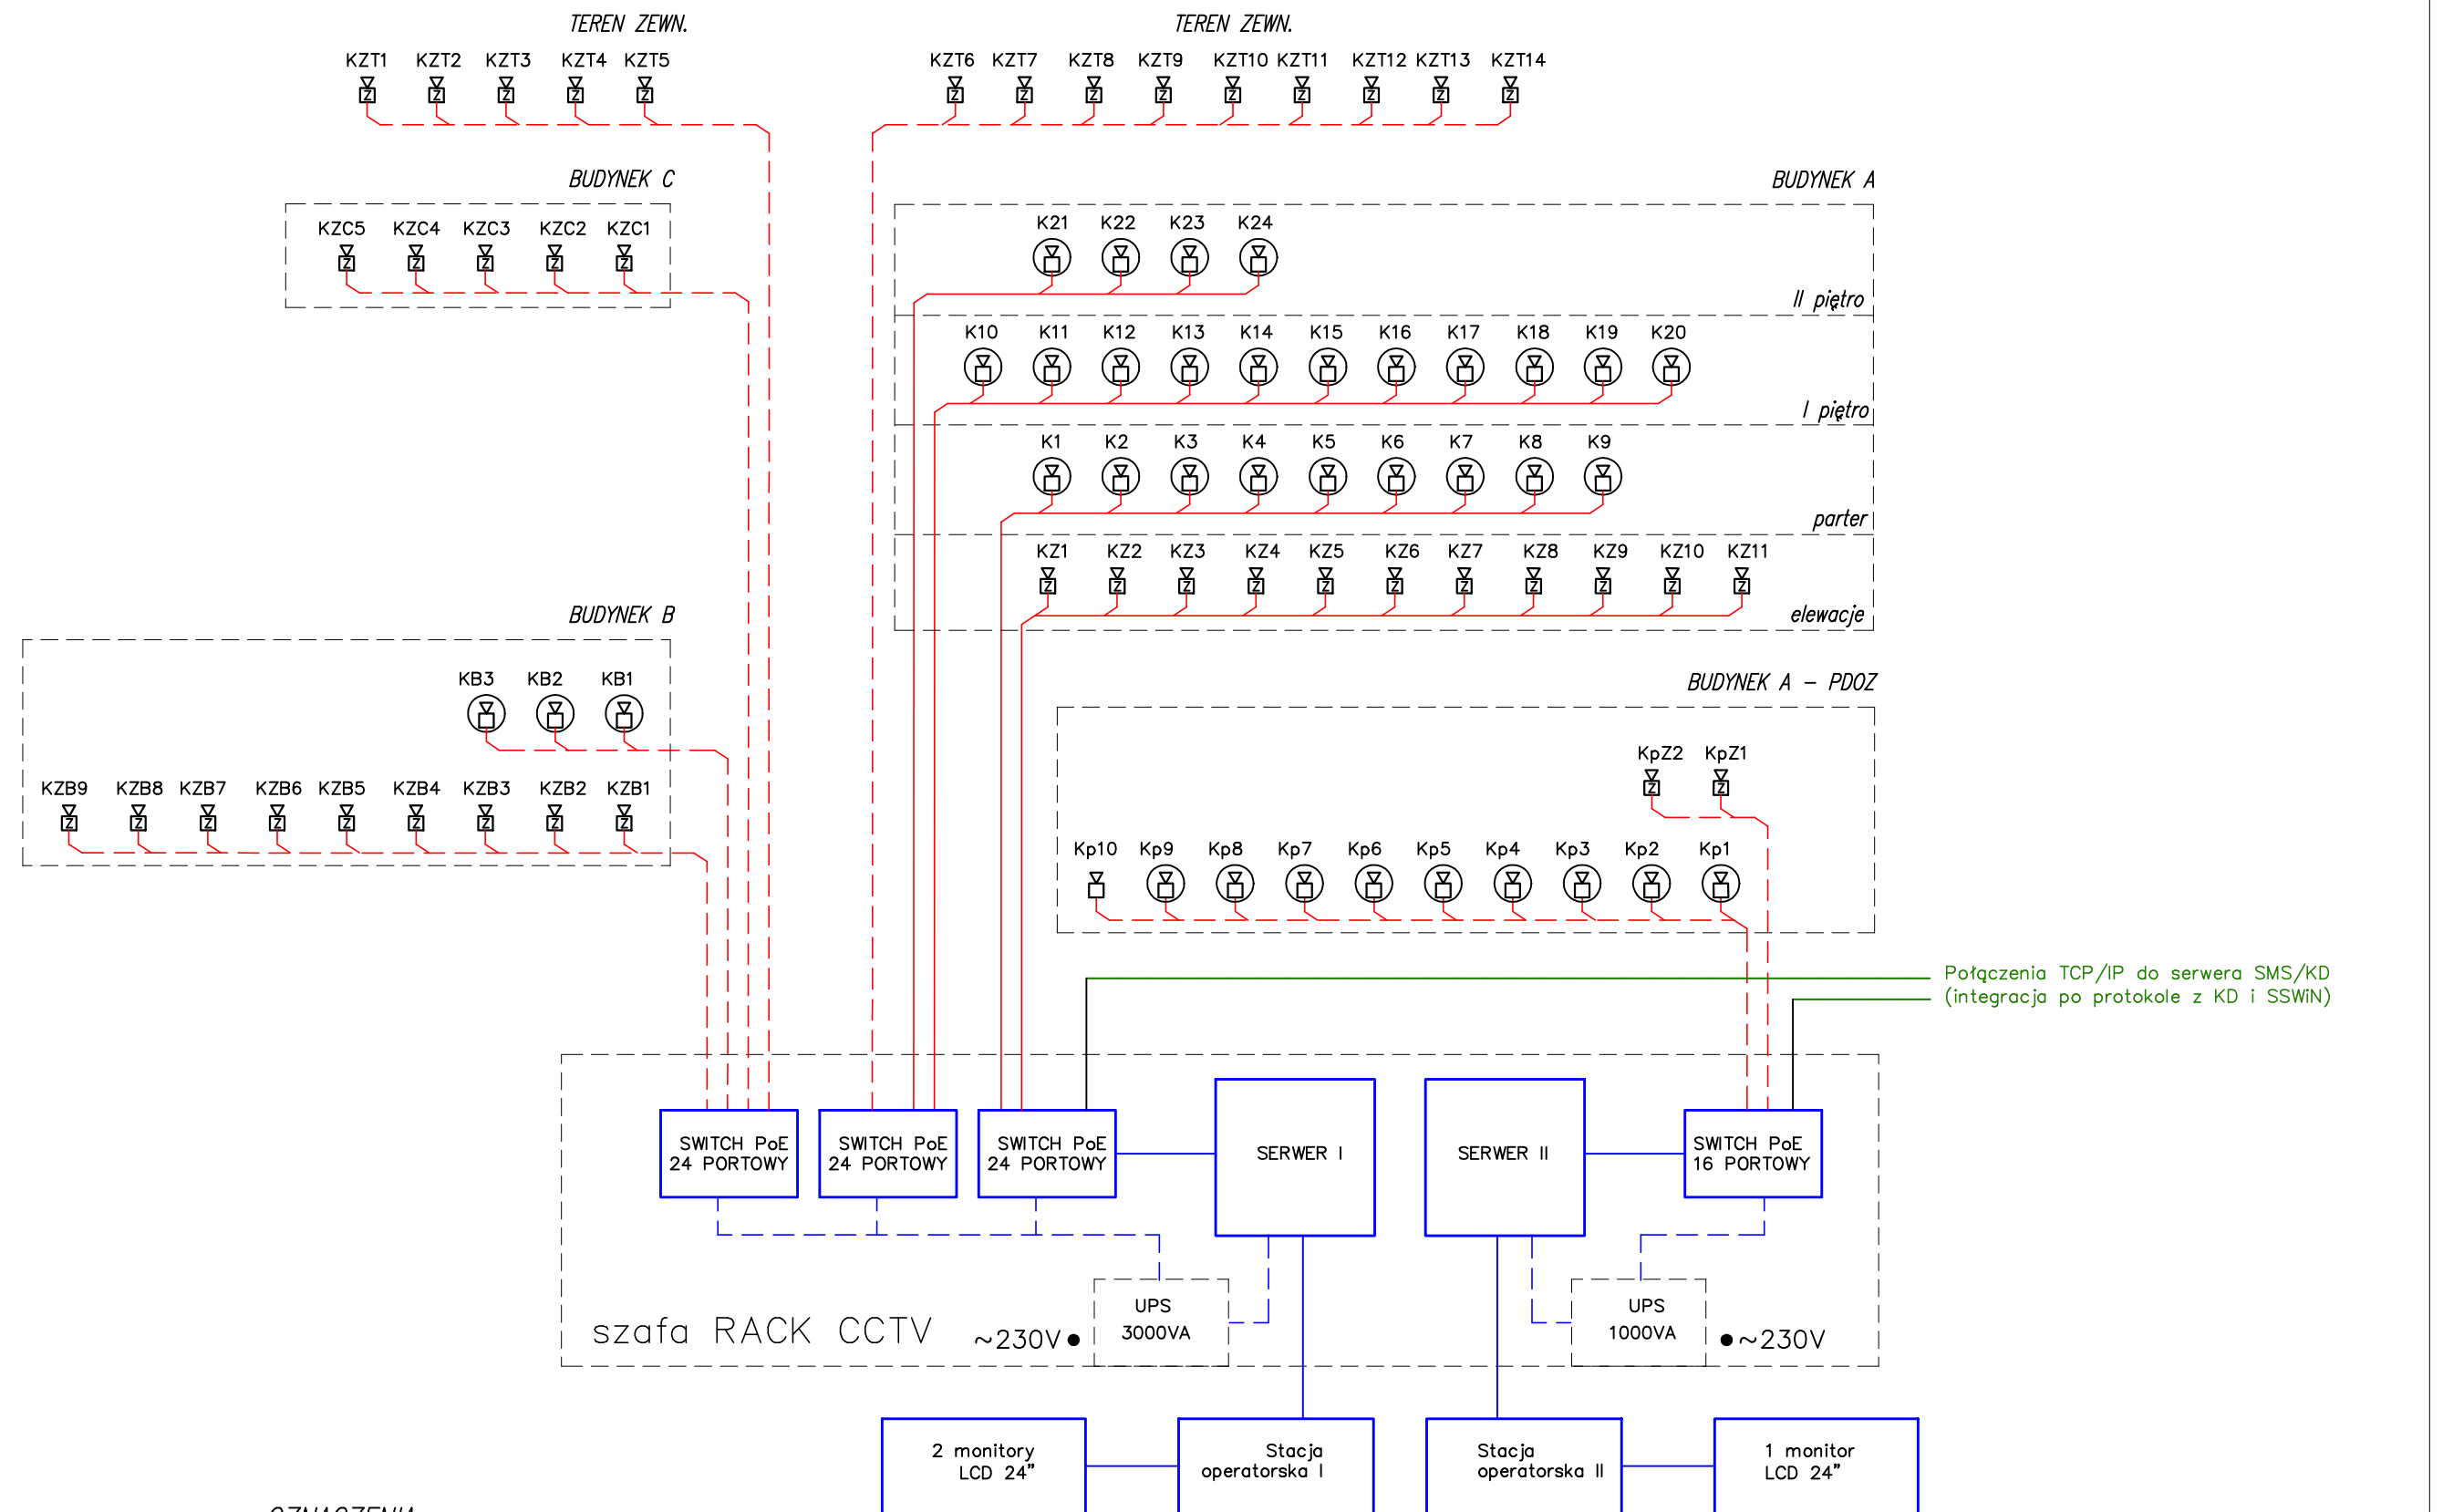 TEREN ZEWN.
KZT1 KZT2 KZT3 KZT4 KZT5
TEREN ZEWN.
KZT6 KZT7 KZT8 KZT9 KZT10 KZT11 KZT12 KZT13 KZT14
Z Z Z Z Z
Z Z Z Z Z Z Z Z Z
BUDYNEK C
KZC5 KZC4 KZC3 KZC2 KZC1
Z Z Z Z Z
BUDYNEK A
K21 K22 K23 K24
II piętro
K10 K11 K12 K13 K14 K15 K16 K17 K18 K19 K20
I piętro
K1 K2 K3 K4 K5 K6 K7 K8 K9
parter
KZ1 KZ2 KZ3 KZ4 KZ5 KZ6 KZ7 KZ8 KZ9 KZ10 KZ11
Z Z Z Z Z Z Z Z Z Z Z
elewacje
BUDYNEK B
KB3 KB2 KB1
KZB9 KZB8 KZB7 KZB6 KZB5 KZB4 KZB3 KZB2 KZB1
Z Z Z Z Z Z Z Z Z
BUDYNEK A - PDOZ
KpZ2 KpZ1
Z Z
Kp10 Kp9 Kp8 Kp7 Kp6 Kp5 Kp4 Kp3 Kp2 Kp1
Połączenia TCP/IP do serwera SMS/KD
(integracja po protokole z KD i SSWiN)
SWITCH PoE
24 PORTOWY
SWITCH PoE
24 PORTOWY
SWITCH PoE
24 PORTOWY
SERWER I
SERWER II
SWITCH PoE
16 PORTOWY
szafa RACK CCTV
~230V
UPS
3000VA
UPS
1000VA
~230V
2 monitory
LCD 24”
Stacja
operatorska I
Stacja
operatorska II
1 monitor
LCD 24”
OZNACZENIA